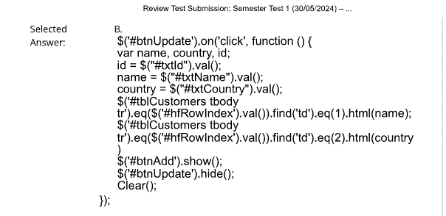 Review Test Submission: Semester Test 1 (30/05/2024) – ...
Selected
Answer:
B.
$('#btnUpdate').on('click', function () {
var name, country, id;
id = $("#txtId").val();
name = $("#txtName").val();
country = $("#txtCountry").val();
$('#tblCustomers tbody
tr').eq($('#hfRowIndex').val()).find('td').eq(1).html(name);
$('#tblCustomers tbody
tr').eq($('#hfRowIndex').val()).find('td').eq(2).html(country
)
$('#btnAdd').show();
$('#btnUpdate').hide();
Clear();
});